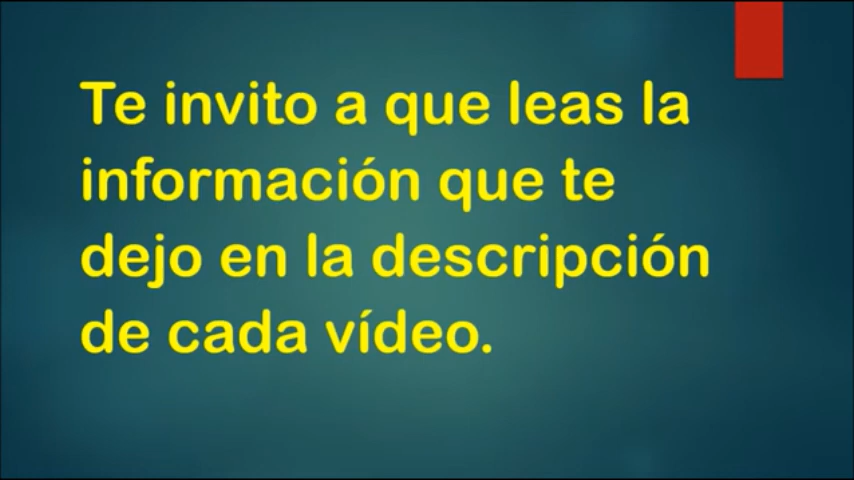 Te invito a que leas la
información que te
dejo en la descripción
de cada vídeo.